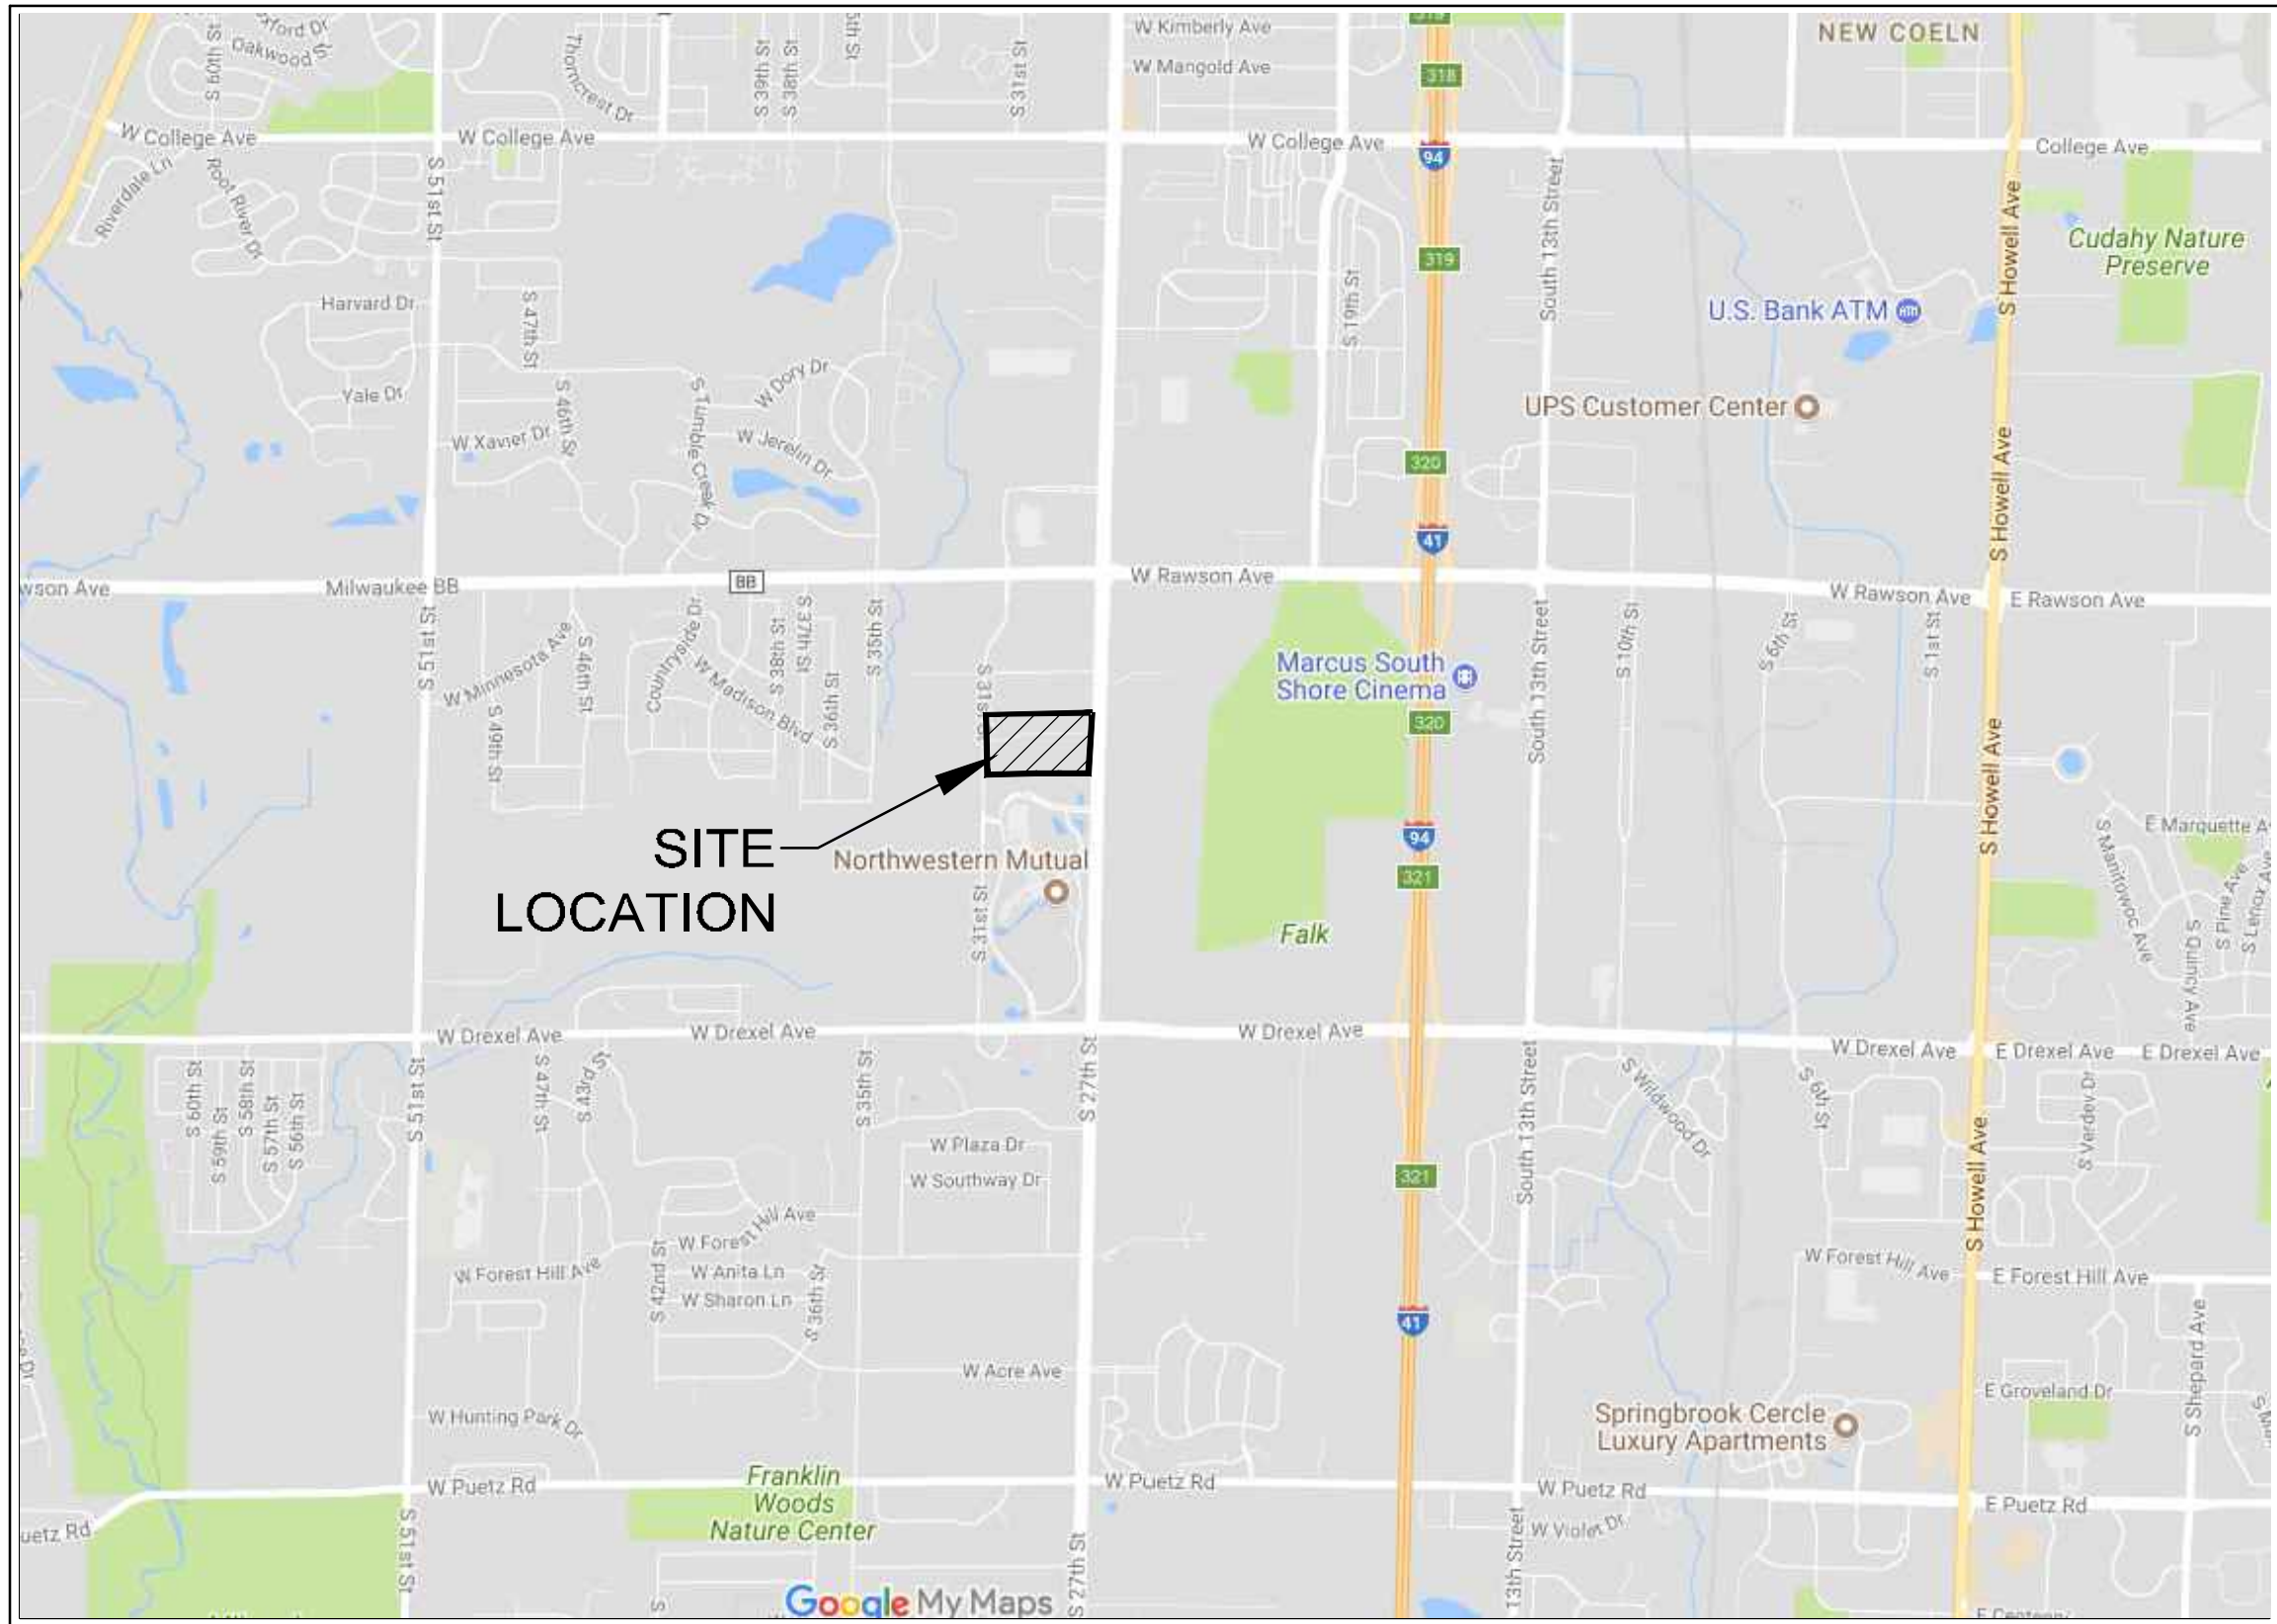 S 60th St
Oakwood S
Thorncrest Dr
S 39th St
S 38th St
S 31st St
W Kimberly Ave
W Mangold Ave
318
NEW COELN
W College Ave
W College Ave
W College Ave
94
College Ave
Riverdale Ln
Root River Dr
S 51st St
South 13th Street
S Howell Ave
Cudahy Nature
Preserve
319
Harvard Dr
S 47th St
S 19th St
U.S. Bank ATM
ATM
Yale Dr
S 46th St
S Tumble Creek Dr
W Dory Dr
UPS Customer Center
W Xavier Dr
W Jerelin Dr
320
S Howell Ave
41
wson Ave
Milwaukee BB
BB
W Rawson Ave
W Rawson Ave
E Rawson Ave
S 51st St
W Minnesota Ave
S 46th St
Countryside Dr
W Madison Blvd
S 38th St
S 37th St
S 36th St
S 35th St
S 31st St
Marcus South
Shore Cinema
South 13th Street
S 10th St
S 6th St
S 1st St
S 49th St
320
S Howell Ave
SITE
LOCATION
Northwestern Mutual
94
321
E Marquette A
S Manitowoc Ave
S Pine Ave
S Lenox Ave
S Quincy Ave
S 31st St
Falk
W Drexel Ave
W Drexel Ave
W Drexel Ave
W Drexel Ave
E Drexel Ave
E Drexel Ave
S 60th St
S 59th St
S 58th St
S 57th St
S 56th St
S 51st St
S 47th St
S 43rd St
S 35th St
S 27th St
South 13th Street
S Wildwood Dr
S 6th St
S Verdev Dr
W Plaza Dr
W Southway Dr
321
S Howell Ave
W Forest Hill Ave
W Forest Hill Ave
S 42nd St
W Anita Ln
W Sharon Ln
S 36th St
W Forest Hill Ave
E Forest Hill Ave
41
W Acre Ave
S Shepard Ave
E Groveland Dr
W Hunting Park Dr
Springbrook Cercle
Luxury Apartments
W Puetz Rd
Franklin
Woods
Nature Center
W Puetz Rd
W Puetz Rd
E Puetz Rd
uetz Rd
S 51st St
S 27th St
13th Street
W Violet Dr
Google My Maps